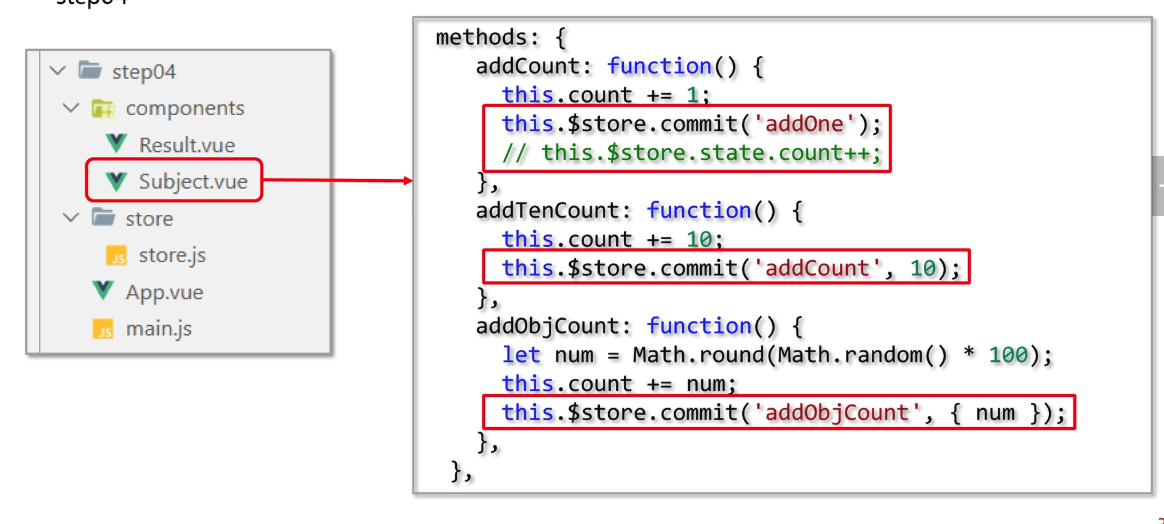 step04
step04
components
Result.vue
Subject.vue
store
JS store.js
App.vue
JS main.js
methods: {
addCount: function() {
this.count += 1;
this.$store.commit('addOne');
// this.$store.state.count++;
},
addTenCount: function() {
this.count += 10;
this.$store.commit('addCount', 10);
},
addObjCount: function() {
let num = Math.round(Math.random() * 100);
this.count += num;
this.$store.commit('addObjCount', { num });
},
},